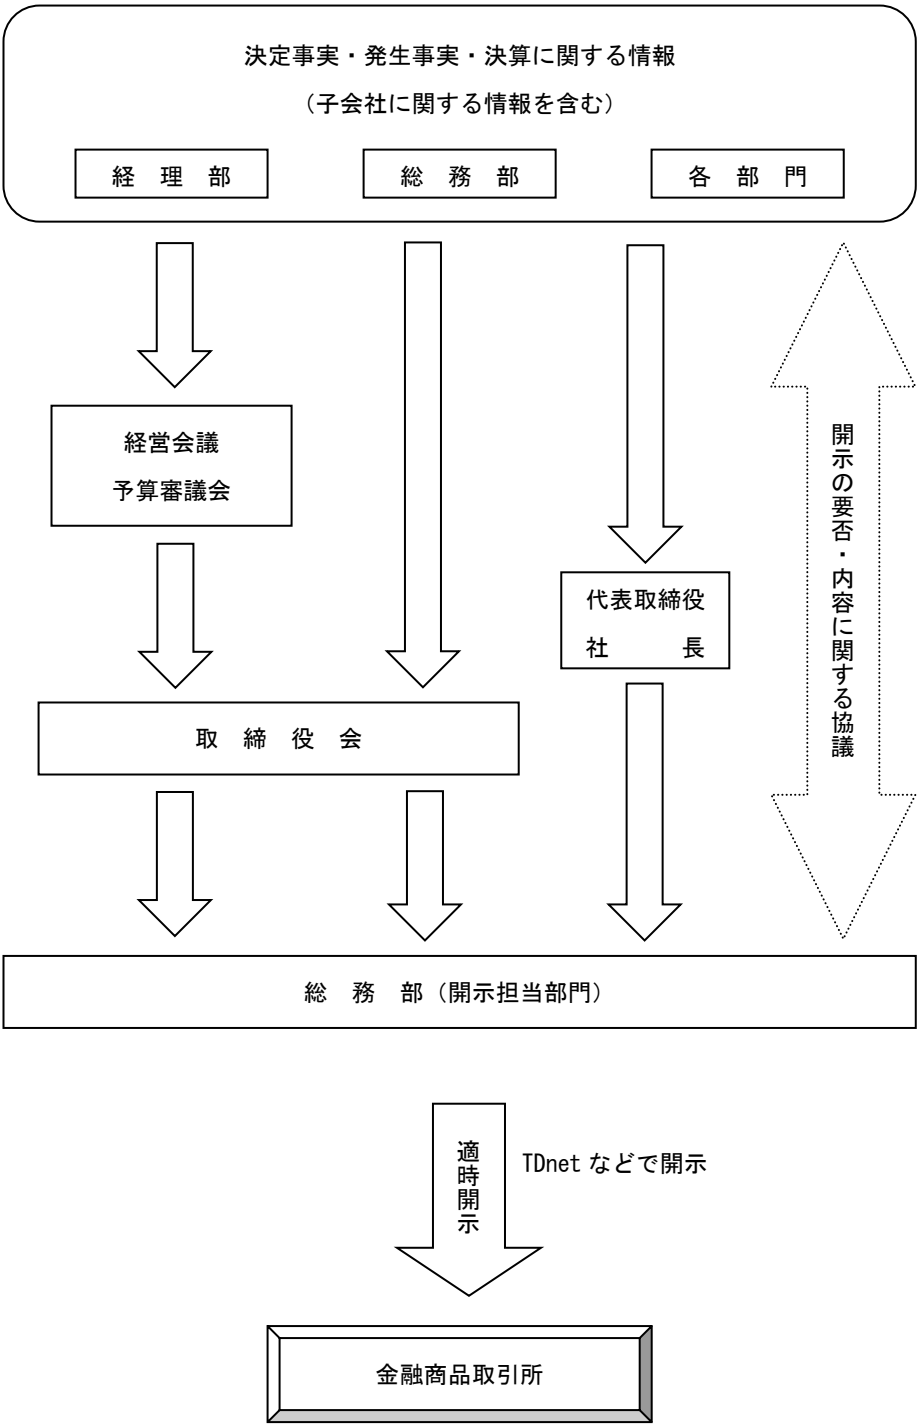 決定事実・発生事実・決算に関する情報
（子会社に関する情報を含む）
経　理　部
総　務　部
各　部　門
経営会議
予算審議会
代表取締役
社　　　長
開示の要否・内容に関する協議
取　締　役　会
総　務　部（開示担当部門）
適時開示
TDnet などで開示
金融商品取引所